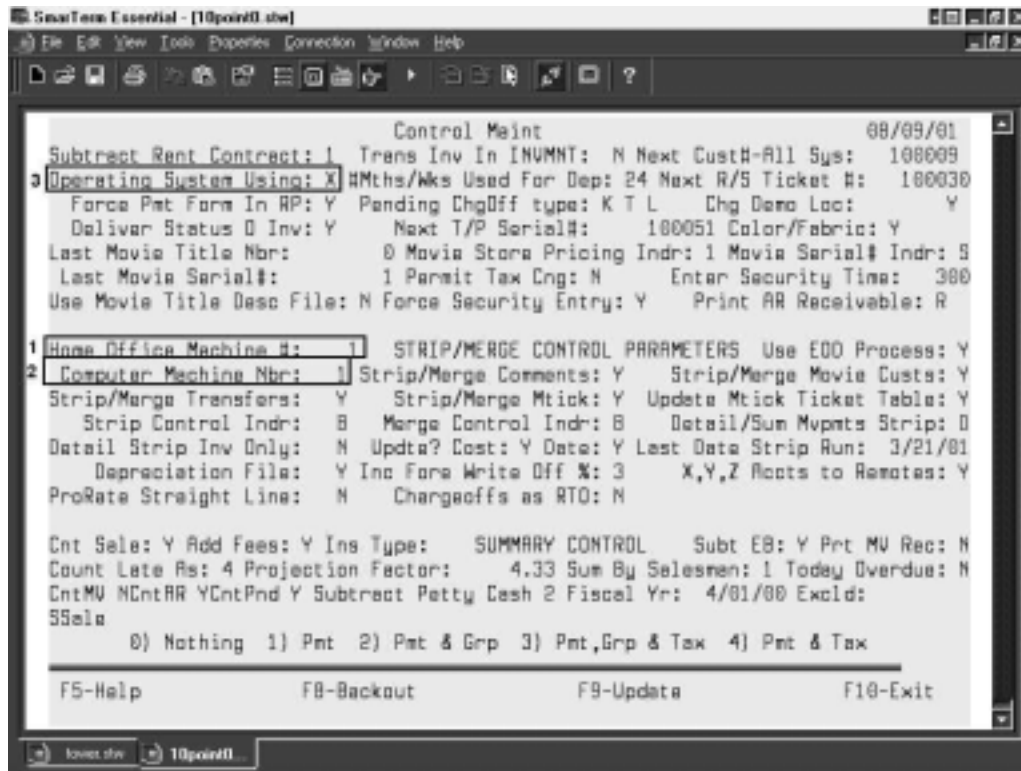 SmarTerm Essential - [10point0.stw]
File Edit View Tools Properties Connection Window Help
Control Maint 08/09/01
Subtract Rent Contract: 1 Trans Inv In INVMNT: N Next Cust#-All Sys: 100009
3 Operating System Using: X #Mths/Wks Used For Dep: 24 Next R/S Ticket #: 100030
Force Pmt Form In RP: Y Pending ChgOff type: K T L Chg Demo Loc: Y
Deliver Status O Inv: Y Next T/P Serial#: 100051 Color/Fabric: Y
Last Movie Title Nbr: 0 Movie Store Pricing Indr: 1 Movie Serial# Indr: S
Last Movie Serial#: 1 Permit Tax Cng: N Enter Security Time: 300
Use Movie Title Desc File: N Force Security Entry: Y Print AR Receivable: R
1 Home Office Machine #: 1 STRIP/MERGE CONTROL PARAMETERS Use EOD Process: Y
2 Computer Machine Nbr: 1 Strip/Merge Comments: Y Strip/Merge Movie Custs: Y
Strip/Merge Transfers: Y Strip/Merge Mtick: Y Update Mtick Ticket Table: Y
Strip Control Indr: B Merge Control Indr: B Detail/Sum Mvpmts Strip: D
Detail Strip Inv Only: N Updte? Cost: Y Date: Y Last Date Strip Run: 3/21/01
Depreciation File: Y Inc Fore Write Off %: 3 X,Y,Z Accts to Remotes: Y
ProRate Straight Line: N Chargeoffs as RTO: N
Cnt Sale: Y Add Fees: Y Ins Type: SUMMARY CONTROL Subt EB: Y Prt MV Rec: N
Count Late As: 4 Projection Factor: 4.33 Sum By Salesman: 1 Today Overdue: N
CntMV NCntAR YCntPnd Y Subtract Petty Cash 2 Fiscal Yr: 4/01/00 Excld:
SSale
0) Nothing 1) Pmt 2) Pmt & Grp 3) Pmt,Grp & Tax 4) Pmt & Tax
F5-Help F8-Backout F9-Update F10-Exit
tower.stw 10point0...